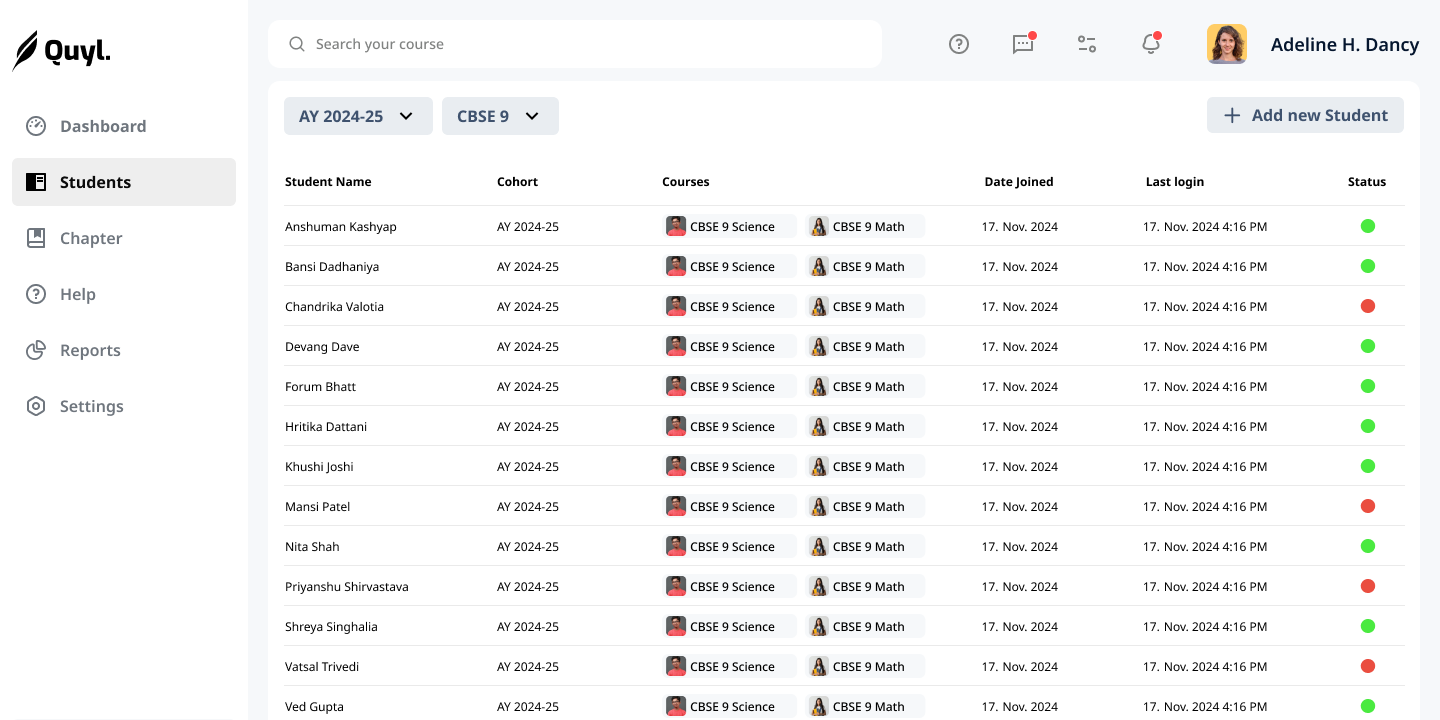 Quyl.
Search your course
Adeline H. Dancy
Dashboard
Students
Chapter
Help
Reports
Settings
AY 2024-25
CBSE 9
Add new Student
Student Name Cohort Courses Date Joined Last login Status
Anshuman Kashyap AY 2024-25 CBSE 9 Science CBSE 9 Math 17. Nov. 2024 17. Nov. 2024 4:16 PM
Bansi Dadhaniya AY 2024-25 CBSE 9 Science CBSE 9 Math 17. Nov. 2024 17. Nov. 2024 4:16 PM
Chandrika Valotia AY 2024-25 CBSE 9 Science CBSE 9 Math 17. Nov. 2024 17. Nov. 2024 4:16 PM
Devang Dave AY 2024-25 CBSE 9 Science CBSE 9 Math 17. Nov. 2024 17. Nov. 2024 4:16 PM
Forum Bhatt AY 2024-25 CBSE 9 Science CBSE 9 Math 17. Nov. 2024 17. Nov. 2024 4:16 PM
Hritika Dattani AY 2024-25 CBSE 9 Science CBSE 9 Math 17. Nov. 2024 17. Nov. 2024 4:16 PM
Khushi Joshi AY 2024-25 CBSE 9 Science CBSE 9 Math 17. Nov. 2024 17. Nov. 2024 4:16 PM
Mansi Patel AY 2024-25 CBSE 9 Science CBSE 9 Math 17. Nov. 2024 17. Nov. 2024 4:16 PM
Nita Shah AY 2024-25 CBSE 9 Science CBSE 9 Math 17. Nov. 2024 17. Nov. 2024 4:16 PM
Priyanshu Shirvastava AY 2024-25 CBSE 9 Science CBSE 9 Math 17. Nov. 2024 17. Nov. 2024 4:16 PM
Shreya Singhalia AY 2024-25 CBSE 9 Science CBSE 9 Math 17. Nov. 2024 17. Nov. 2024 4:16 PM
Vatsal Trivedi AY 2024-25 CBSE 9 Science CBSE 9 Math 17. Nov. 2024 17. Nov. 2024 4:16 PM
Ved Gupta AY 2024-25 CBSE 9 Science CBSE 9 Math 17. Nov. 2024 17. Nov. 2024 4:16 PM